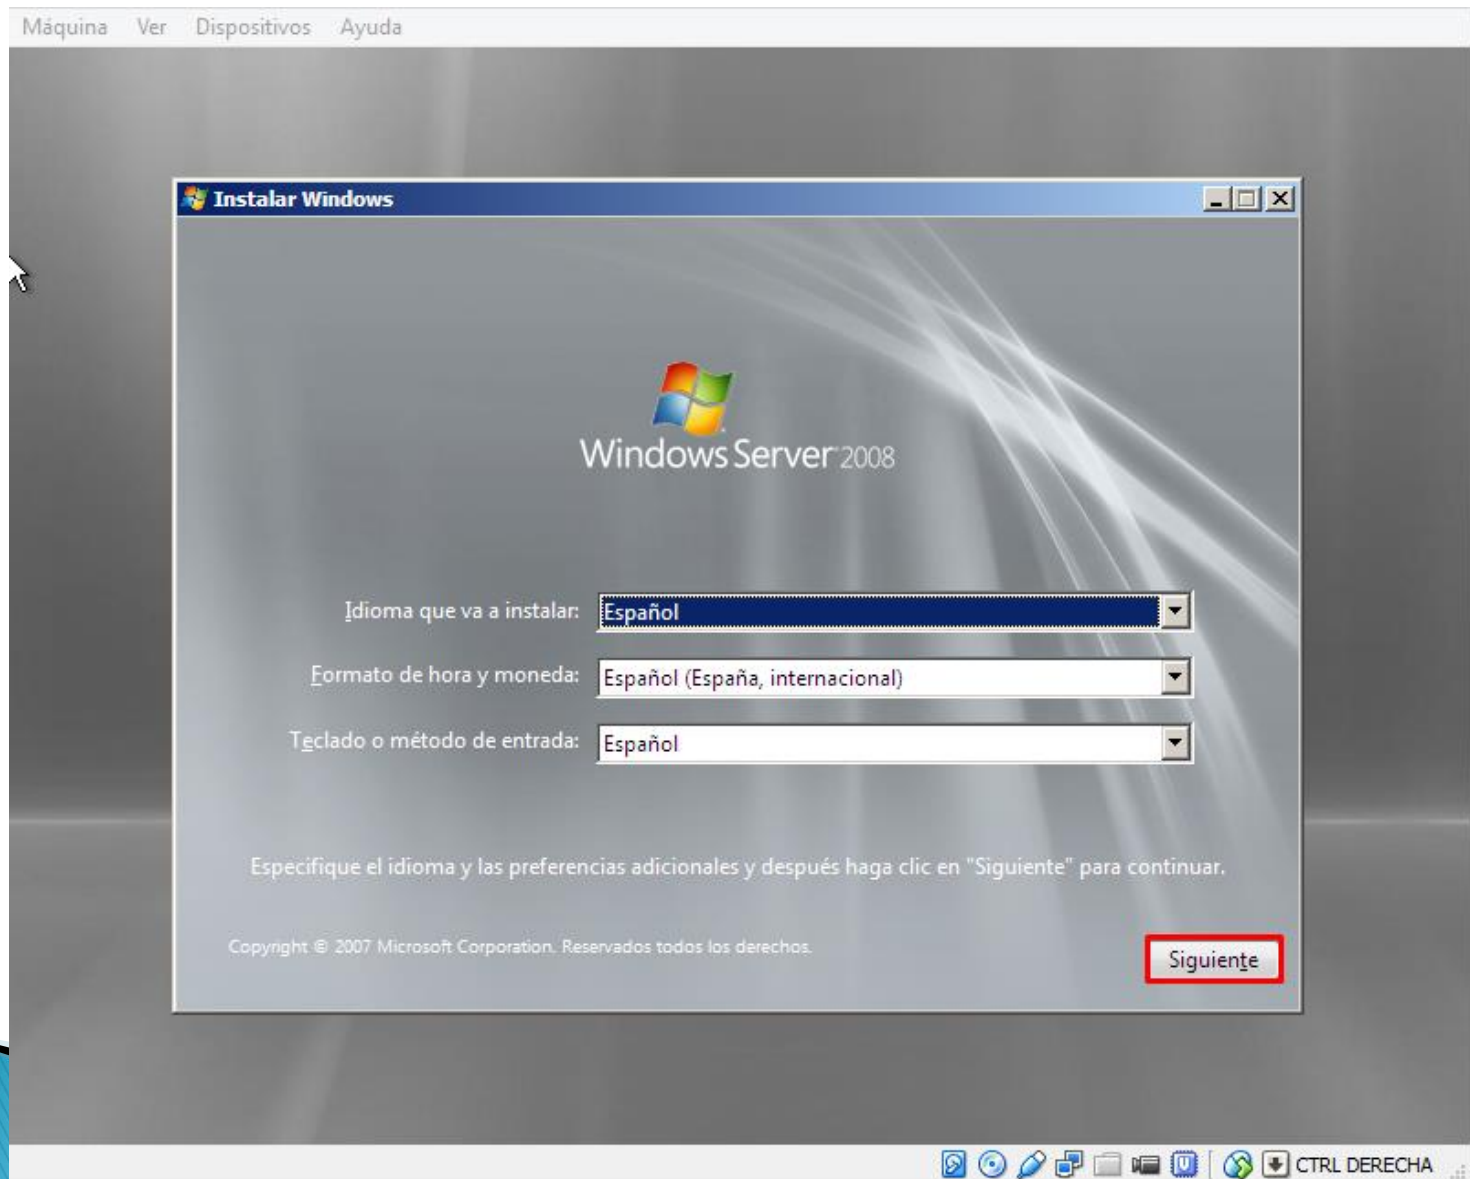 Máquina Ver Dispositivos Ayuda
Instalar Windows
Windows Server 2008
Idioma que va a instalar: Español
Formato de hora y moneda: Español (España, internacional)
Teclado o método de entrada: Español
Especifique el idioma y las preferencias adicionales y después haga clic en "Siguiente" para continuar.
Copyright © 2007 Microsoft Corporation. Reservados todos los derechos.
Siguiente
CTRL DERECHA